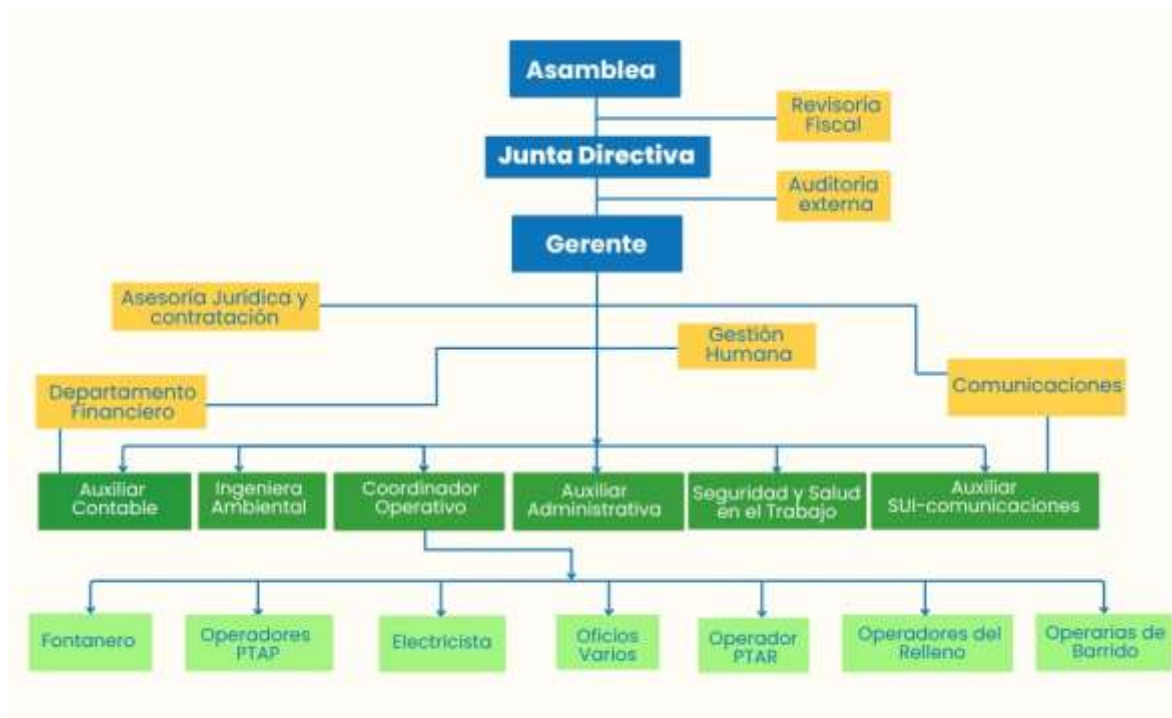 Asamblea
Revisoria
Fiscal
Junta Directiva
Auditoria
externa
Gerente
Asesoría Jurídica y
contratación
Gestión
Humana
Departamento
Financiero
Comunicaciones
Auxiliar
Contable
Ingeniera
Ambiental
Coordinador
Operativo
Auxiliar
Administrativa
Seguridad y Salud
en el Trabajo
Auxiliar
SUI-comunicaciones
Fontanero
Operadores
PTAP
Electricista
Oficios
Varios
Operador
PTAR
Operadores del
Relleno
Operarias de
Barrido